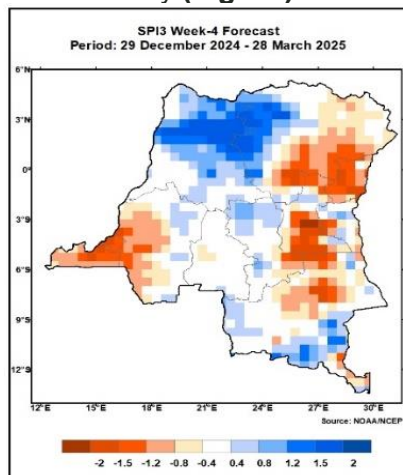 SPI3 Week-4 Forecast
Period: 29 December 2024 - 28 March 2025
6°N
3°N
0°
3°S
6°S
9°S
12°S
12°E 15°E 18°E 21°E 24°E 27°E 30°E
Source: NOAA/NCEP
-2 -1.5 -1.2 -0.8 -0.4 0.4 0.8 1.2 1.5 2